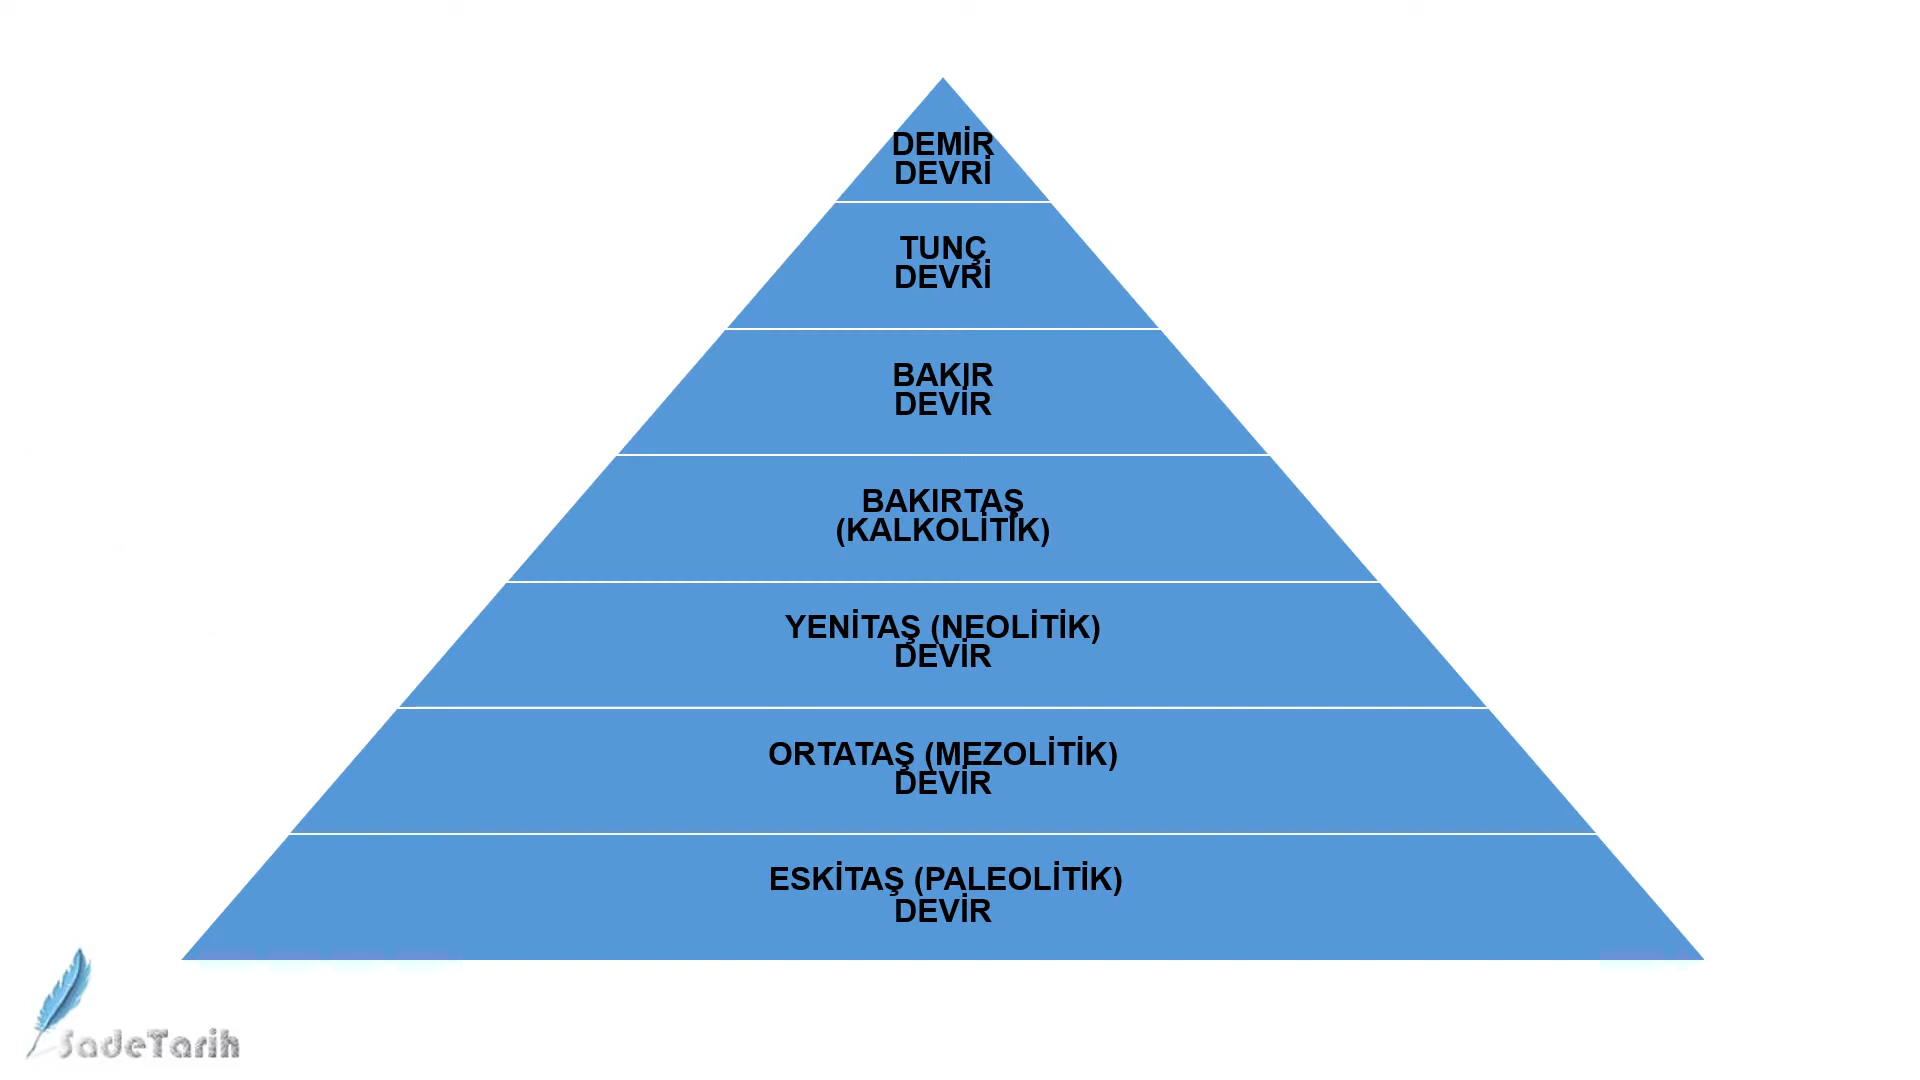 DEMİR
DEVRİ
TUNÇ
DEVRİ
BAKIR
DEVİR
BAKIRTAŞ
(KALKOLİTİK)
YENİTAŞ (NEOLİTİK)
DEVİR
ORTATAŞ (MEZOLİTİK)
DEVİR
ESKİTAŞ (PALEOLİTİK)
DEVİR
SadeTarih